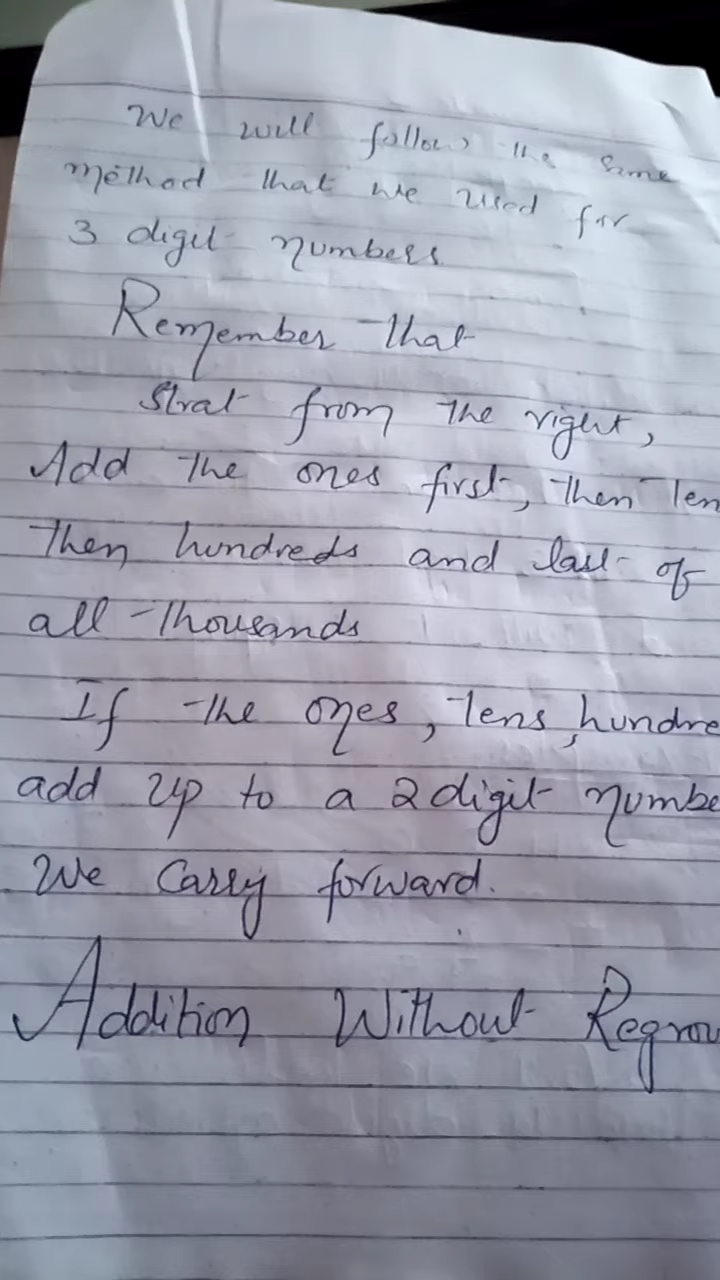 We will follow the same
method that we used for
3 digit numbers
Remember that
Strat from the right,
Add the ones first, then Ten
Then hundreds and last of
all thousands
If the ones, tens, hundre
add up to a 2 digit numbe
We Carry forward.
Addition Without Regrou